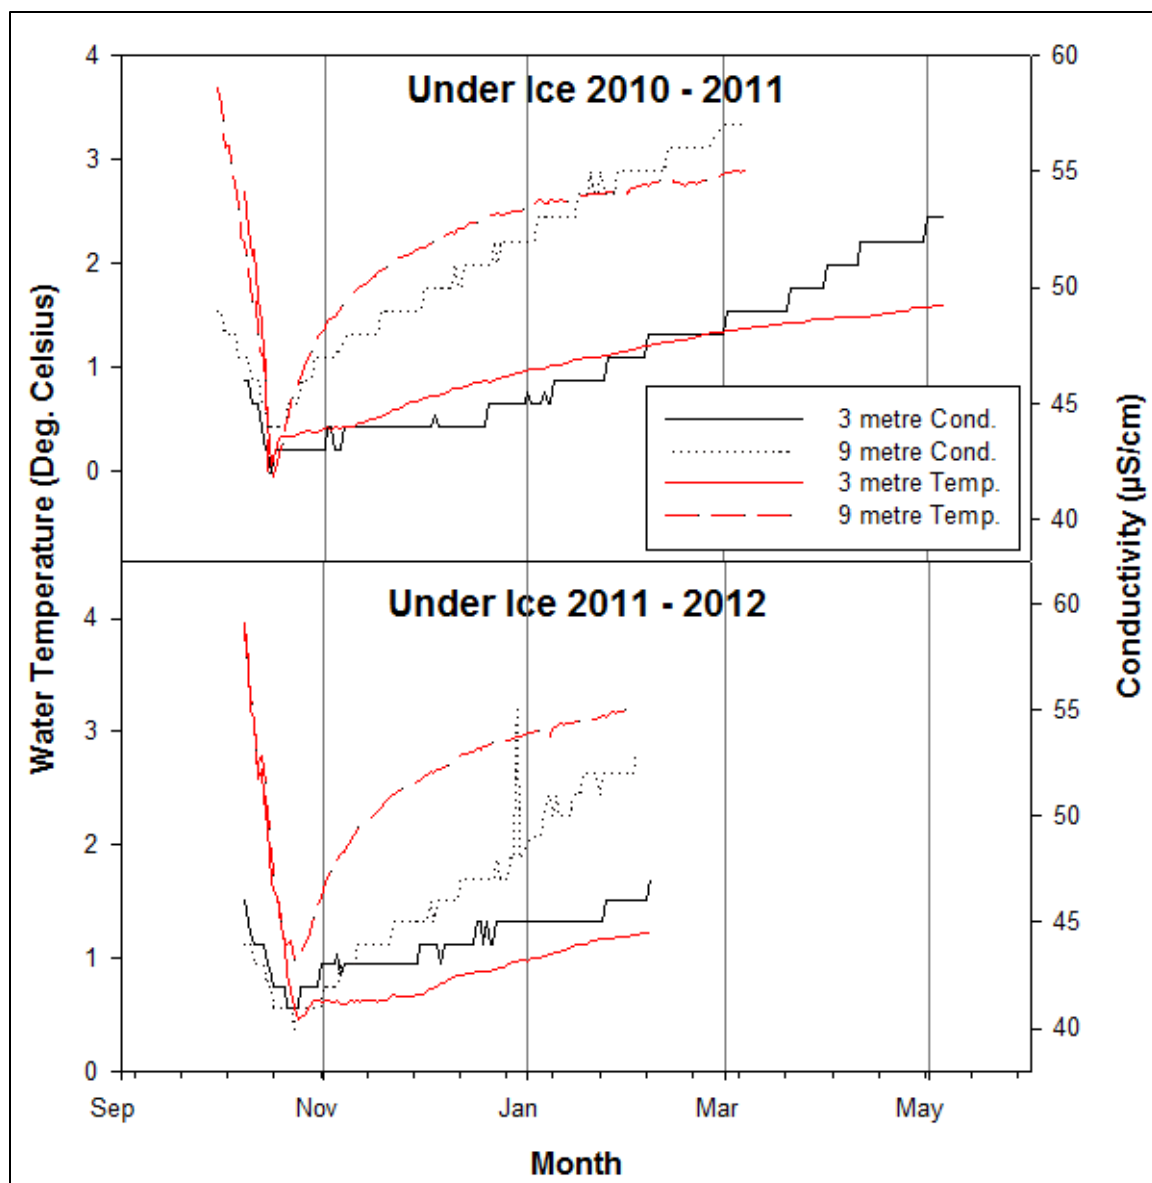 Under Ice 2010 - 2011
4
3
2
1
0
60
55
50
45
40
3 metre Cond.
9 metre Cond.
3 metre Temp.
9 metre Temp.
Water Temperature (Deg. Celsius)
Conductivity (µS/cm)
Under Ice 2011 - 2012
4
3
2
1
0
60
55
50
45
40
Sep Nov Jan Mar May
Month